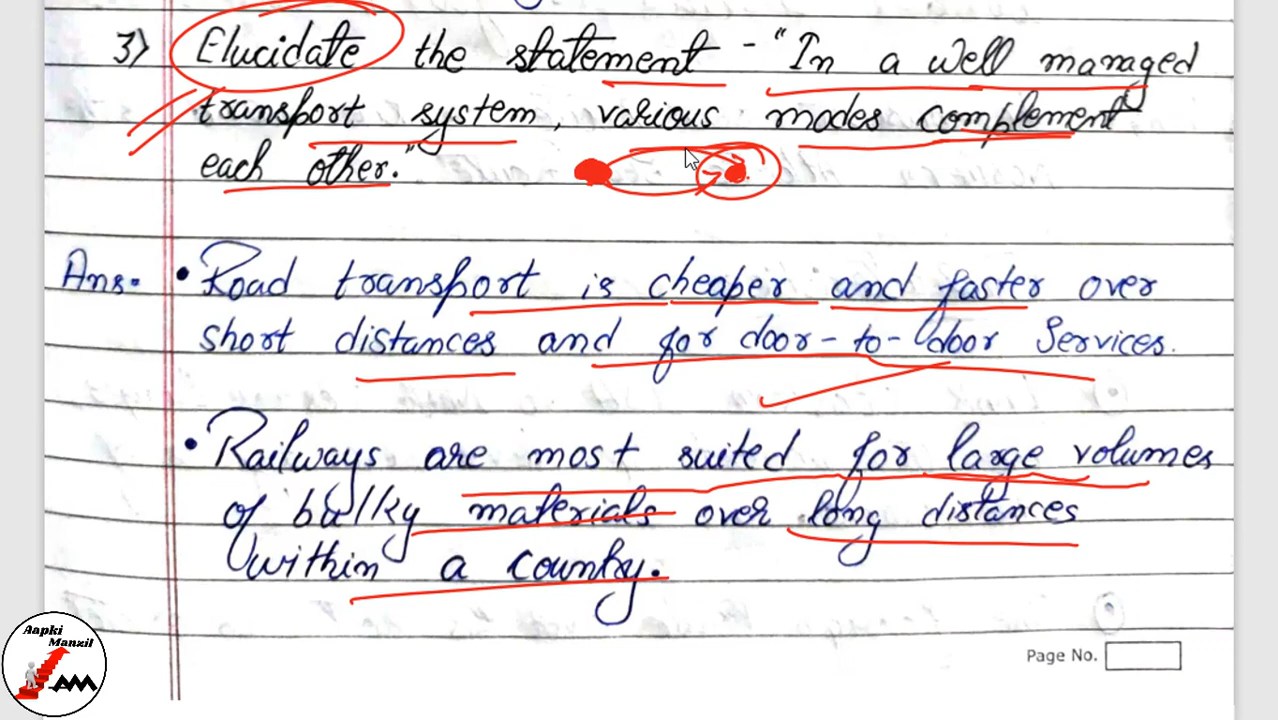 3) Elucidate the statement - "In a well managed
transport system, various modes complement
each other."
Ans. • Road transport is cheaper and faster over
short distances and for door-to-door services.
• Railways are most suited for large volumes
of bulky materials over long distances
within a country.
Page No.
Aapki
Manzil
AM